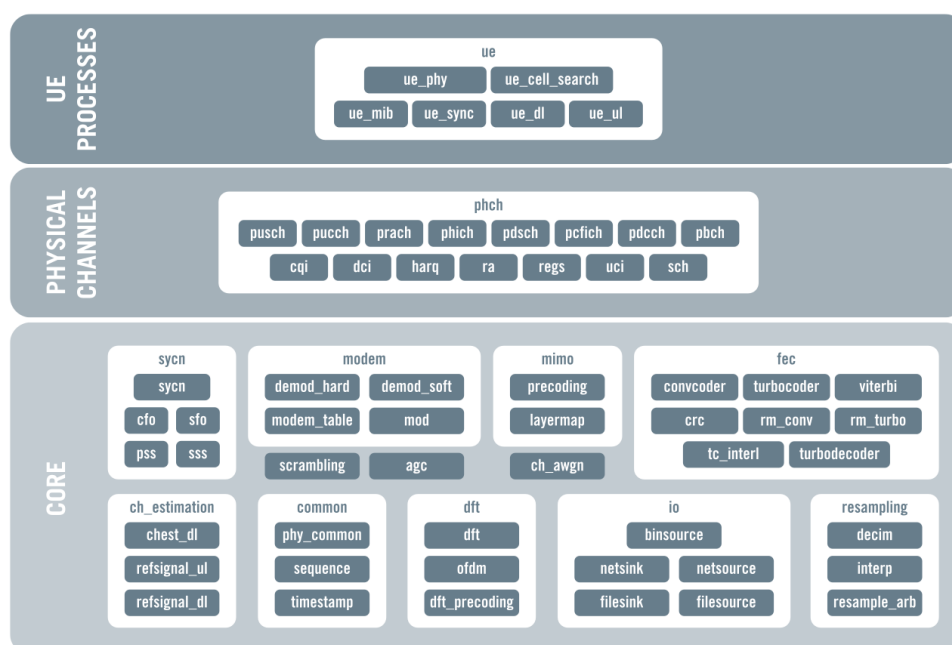 UE PROCESSES
ue
ue_phy ue_cell_search
ue_mib ue_sync ue_dl ue_ul
PHYSICAL CHANNELS
phch
pusch pucch prach phich pdsch pcfich pdcch pbch
cqi dci harq ra regs uci sch
CORE
sycn
sycn
cfo sfo
pss sss
modem
demod_hard demod_soft
modem_table mod
scrambling agc
mimo
precoding
layermap
ch_awgn
fec
convcoder turbocoder viterbi
crc rm_conv rm_turbo
tc_interl turbodecoder
ch_estimation
chest_dl
refsignal_ul
refsignal_dl
common
phy_common
sequence
timestamp
dft
dft
ofdm
dft_precoding
io
binsource
netsink netsource
filesink filesource
resampling
decim
interp
resample_arb